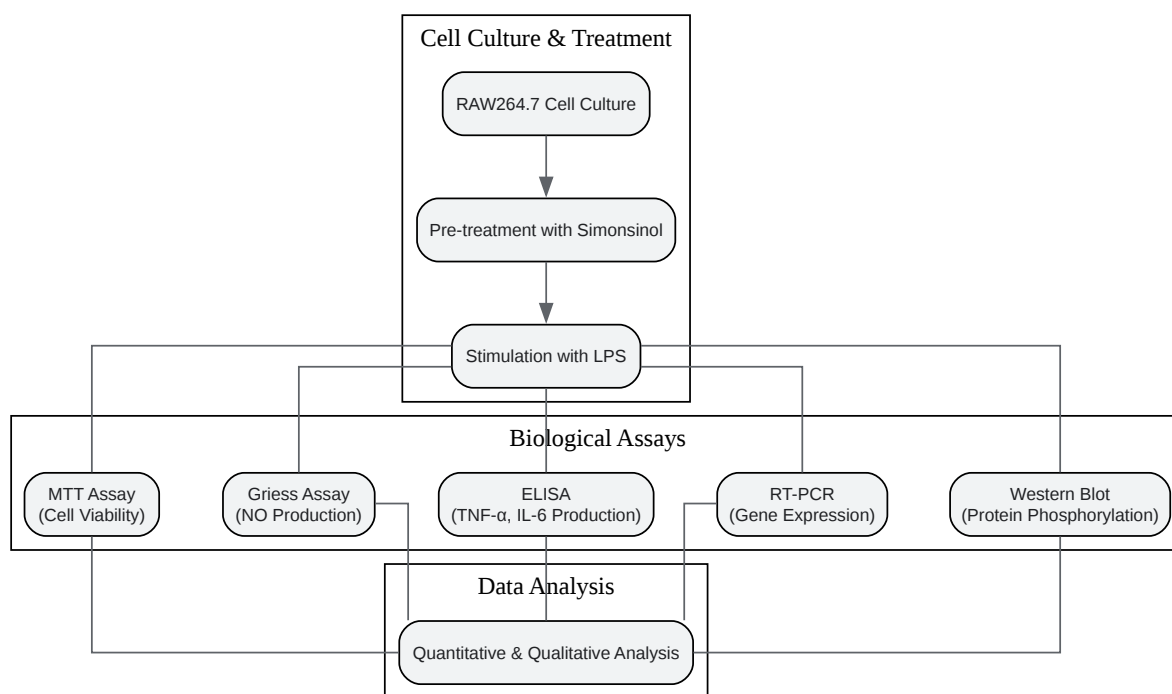 Cell Culture & Treatment
RAW264.7 Cell Culture
Pre-treatment with Simonsinol
Stimulation with LPS
Biological Assays
MTT Assay
(Cell Viability)
Griess Assay
(NO Production)
ELISA
(TNF-α, IL-6 Production)
RT-PCR
(Gene Expression)
Western Blot
(Protein Phosphorylation)
Data Analysis
Quantitative & Qualitative Analysis